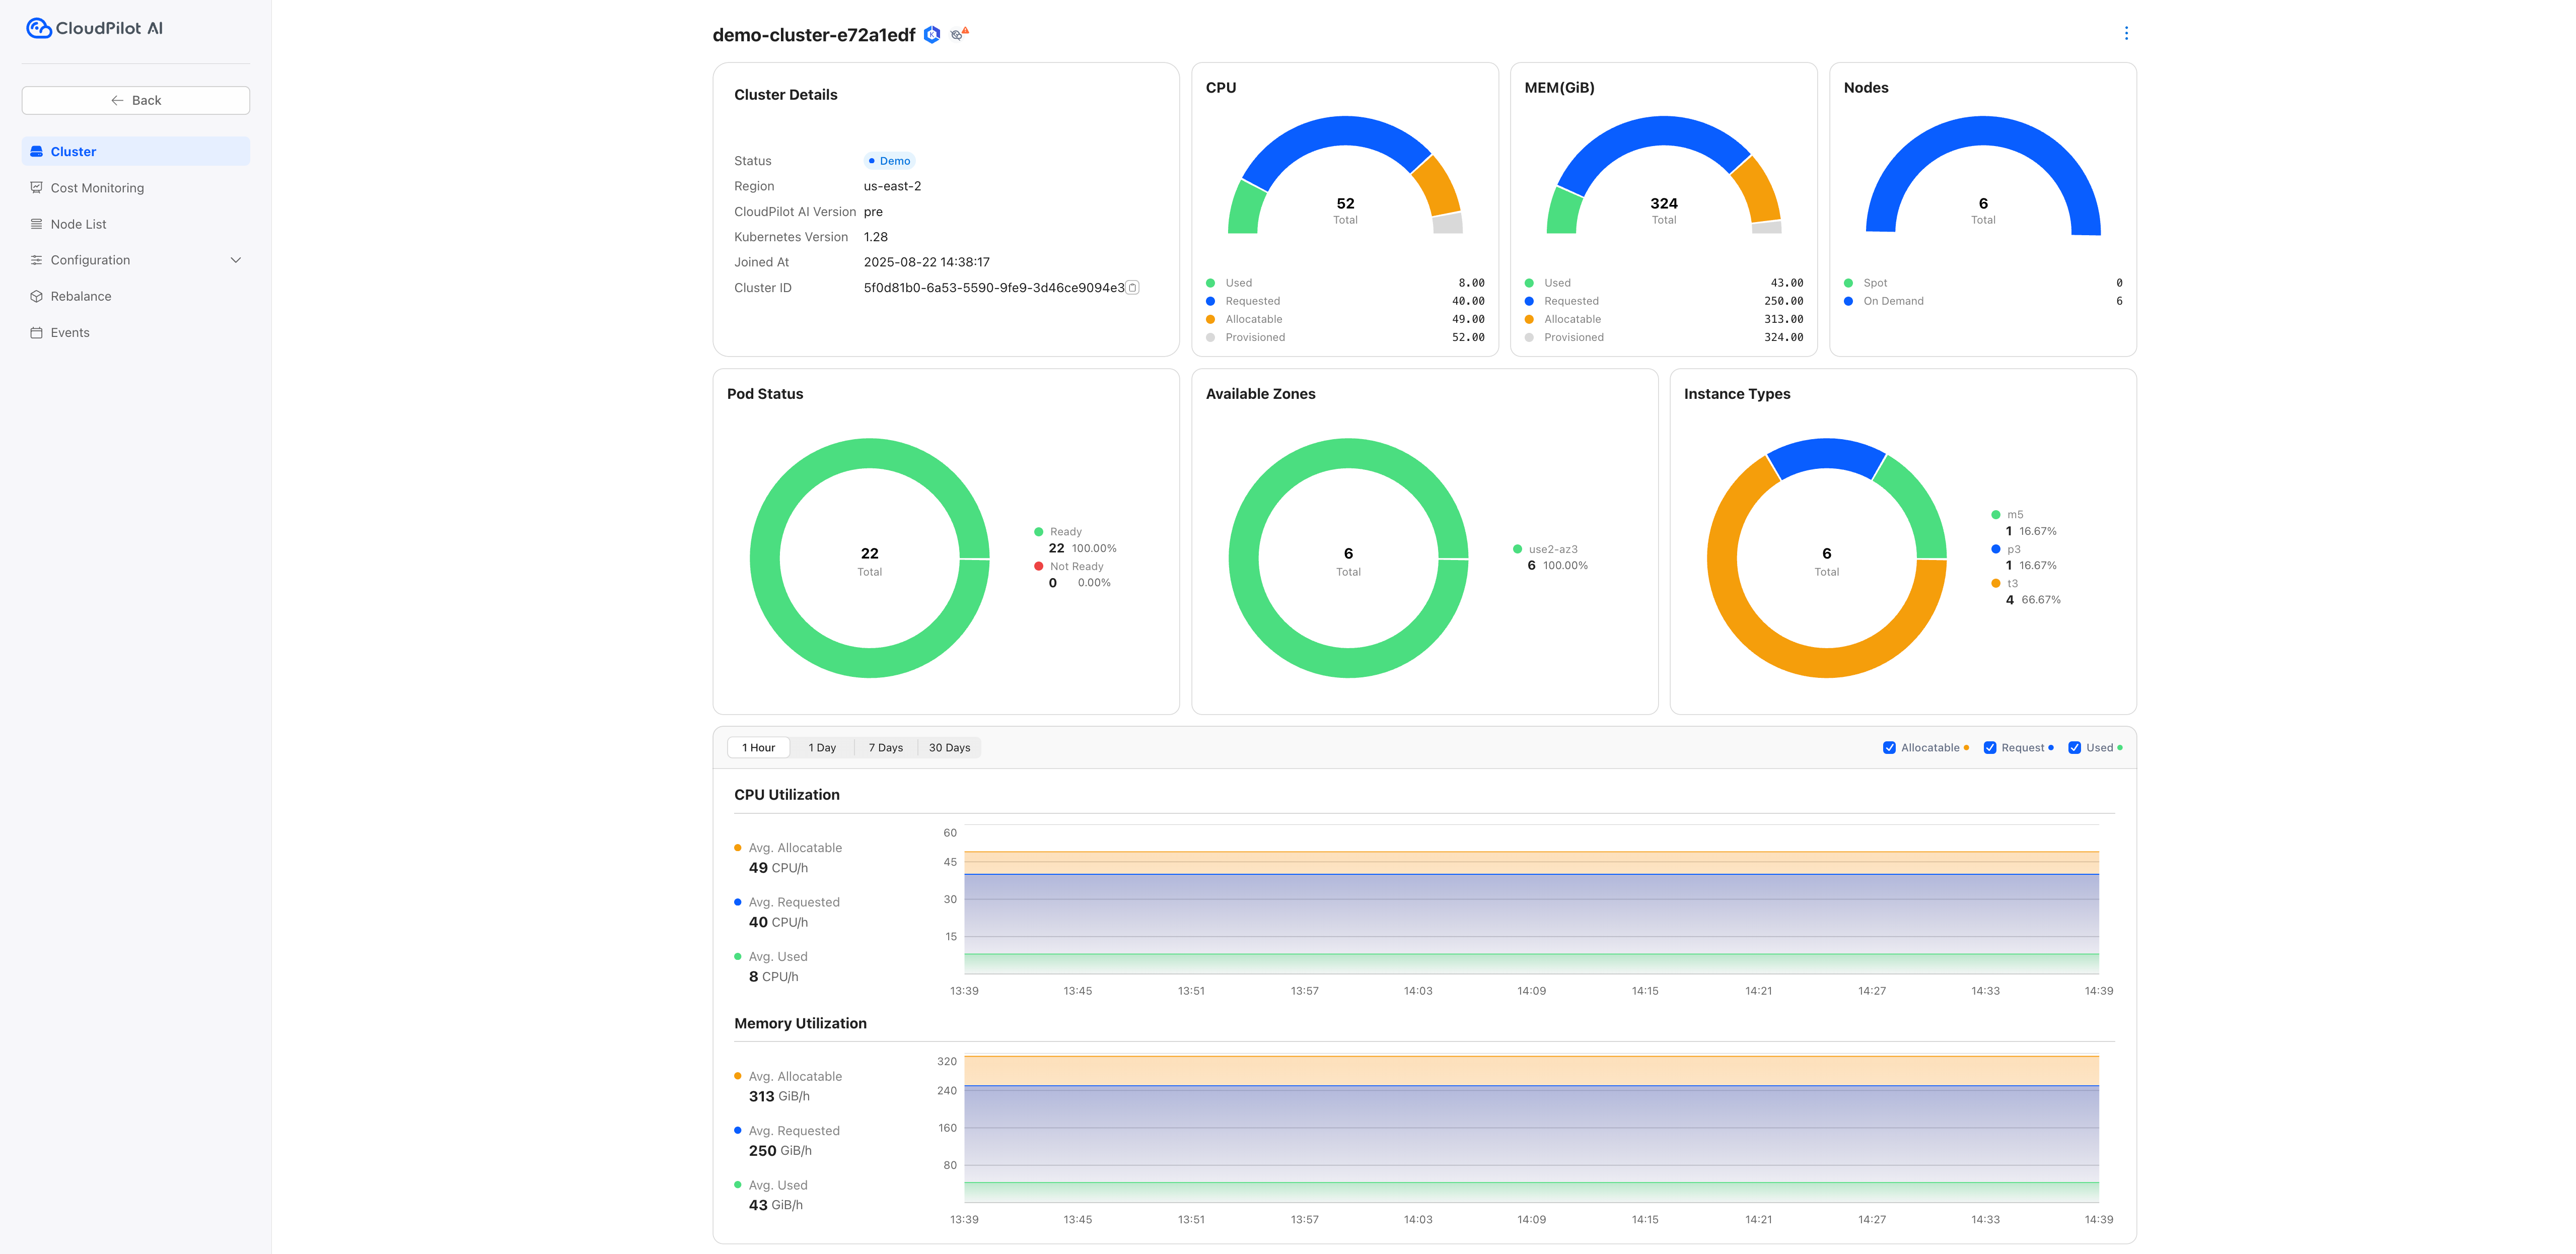 CloudPilot AI
Back
Cluster
Cost Monitoring
Node List
Configuration
Rebalance
Events
demo-cluster-e72a1edf
Cluster Details
Status Demo
Region us-east-2
CloudPilot AI Version pre
Kubernetes Version 1.28
Joined At 2025-08-22 14:38:17
Cluster ID 5f0d81b0-6a53-5590-9fe9-3d46ce9094e3
CPU
52
Total
Used 8.00
Requested 40.00
Allocatable 49.00
Provisioned 52.00
MEM(GiB)
324
Total
Used 43.00
Requested 250.00
Allocatable 313.00
Provisioned 324.00
Nodes
6
Total
Spot 0
On Demand 6
Pod Status
22
Total
Ready
22 100.00%
Not Ready
0 0.00%
Available Zones
6
Total
use2-az3
6 100.00%
Instance Types
6
Total
m5
1 16.67%
p3
1 16.67%
t3
4 66.67%
1 Hour 1 Day 7 Days 30 Days
Allocatable Request Used
CPU Utilization
Avg. Allocatable
49 CPU/h
Avg. Requested
40 CPU/h
Avg. Used
8 CPU/h
60
45
30
15
13:39 13:45 13:51 13:57 14:03 14:09 14:15 14:21 14:27 14:33 14:39
Memory Utilization
Avg. Allocatable
313 GiB/h
Avg. Requested
250 GiB/h
Avg. Used
43 GiB/h
320
240
160
80
13:39 13:45 13:51 13:57 14:03 14:09 14:15 14:21 14:27 14:33 14:39